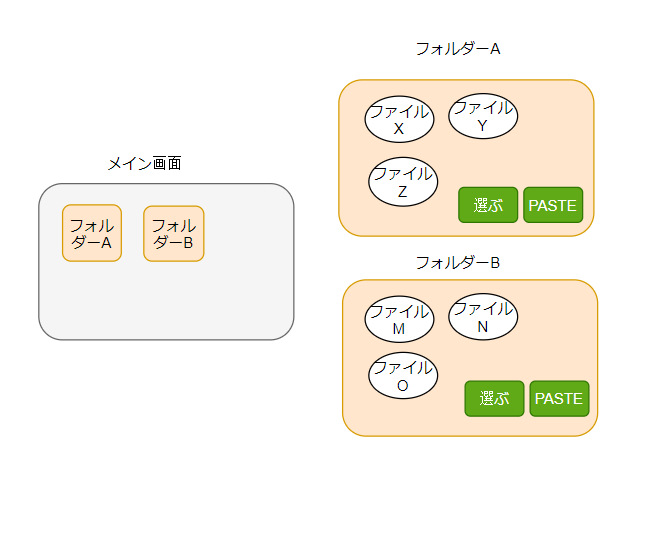 フォルダーA
ファイル
X
ファイル
Y
ファイル
Z
選ぶ
PASTE
メイン画面
フォル
ダーA
フォル
ダーB
フォルダーB
ファイル
M
ファイル
N
ファイル
O
選ぶ
PASTE